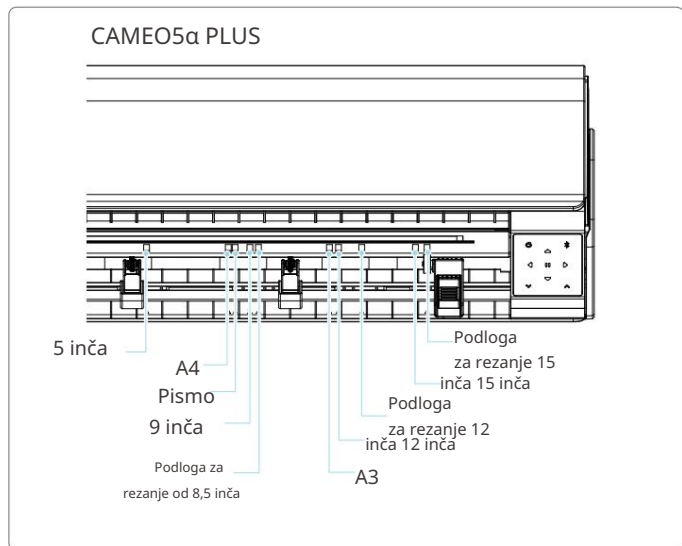 CAMEO5α PLUS
5 inča
A4
Pismo
9 inča
Podloga za
rezanje od 8,5 inča
A3
Podloga
za rezanje 12
inča 12 inča
Podloga
za rezanje 15
inča 15 inča